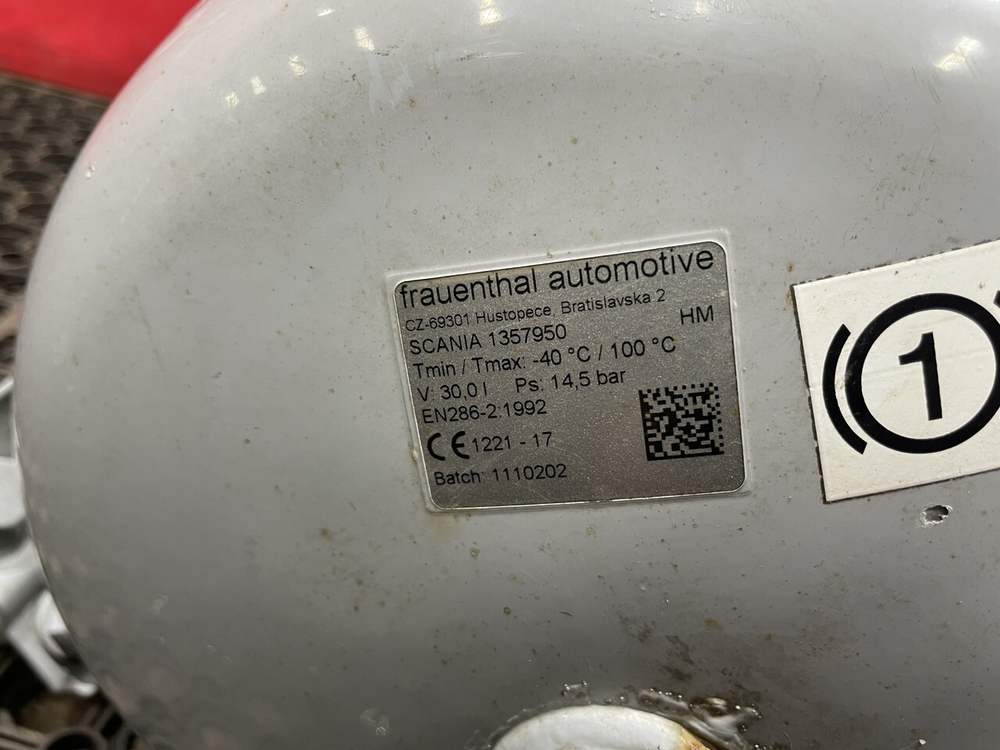 frauenthal automotive
CZ-69301 Hustopece, Bratislavska 2
SCANIA 1357950 HM
Tmin / Tmax: -40 °C / 100 °C
V: 30,0 l Ps: 14,5 bar
EN286-2:1992
CE 1221 - 17
Batch: 1110202
1